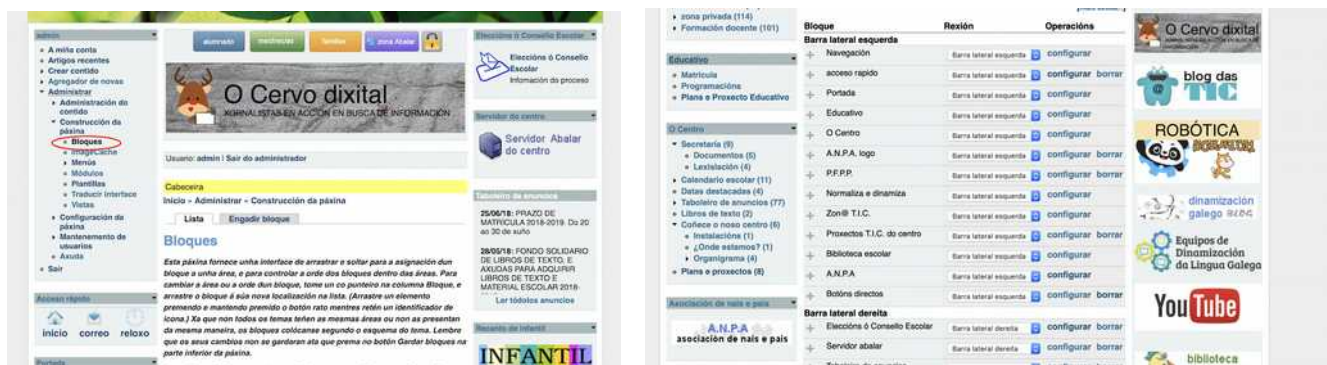 admin
A miña conta
Artigos recentes
Crear contido
Agregador de novas
Administrar
Administración do
contido
Construcción da
páxina
Bloques
ImageCache
Menús
Módulos
Plantillas
Traducir interface
Vistas
Configuración da
páxina
Mantenemento de
usuarios
Axuda
Sair
Acceso rápido
inicio correo reloxo
Portada
alumnado
familias
zona Abalar
O Cervo dixital
XORNALISTAS EN ACCIÓN EN BUSCA DE INFORMACIÓN
Usuario: admin | Sair do administrador
Cabeceira
Inicio » Administrar » Construcción da páxina
Lista Engadir bloque
Bloques
Esta páxina fornece unha interface de arrastrar e soltar para a asignación dun
bloque a unha área, e para controlar a orde dos bloques dentro das áreas. Para
cambiar a área ou a orde dun bloque, tome un co punteiro na columna Bloque, e
arrastre o bloque á súa nova localización na lista. (Arrastre un elemento
premendo e mantendo premido o botón rato mentres retén un identificador de
icona.) Xa que non todos os temas teñen as mesmas áreas ou non as presentan
da mesma maneira, os bloques colócanse segundo o esquema do tema. Lembre
que os seus cambios non se gardaran ata que prema no botón Gardar bloques na
parte inferior da páxina.
Eleccións ó Consello Escolar
Eleccións ó Consello
Escolar
Información do proceso
Servidor do centro
Servidor Abalar
do centro
Taboleiro de anuncios
25/06/18: PRAZO DE
MATRÍCULA 2018-2019. Do 20
ao 30 de xuño
28/05/18: FONDO SOLIDARIO
DE LIBROS DE TEXTO, E
AXUDAS PARA ADQUIRIR
LIBROS DE TEXTO E
MATERIAL ESCOLAR 2018-
Ler tódolos anuncios
Recanto de Infantil
INFANTIL
zona privada (114)
Formación docente (101)
Educativo
Matrícula
Programacións
Plans e Proxecto Educativo
O Centro
Secretaría (9)
Documentos (5)
Lexislación (4)
Calendario escolar (11)
Datas destacadas (4)
Taboleiro de anuncios (77)
Libros de texto (2)
Coñece o noso centro (6)
Instalacións (1)
¿Onde estamos? (1)
Organigrama (4)
Plans e proxectos (8)
Asociación de nais e pais
A.N.P.A
asociación de nais e pais
Bloque Rexión Operacións
Barra lateral esquerda
Navegación Barra lateral esquerda configurar
acceso rapido Barra lateral esquerda configurar borrar
Portada Barra lateral esquerda configurar
Educativo Barra lateral esquerda configurar
O Centro Barra lateral esquerda configurar
A.N.P.A. logo Barra lateral esquerda configurar borrar
P.F.P.P. Barra lateral esquerda configurar borrar
Normaliza e dinamiza Barra lateral esquerda configurar
Zon@ T.I.C. Barra lateral esquerda configurar
Proxectos T.I.C. do centro Barra lateral esquerda configurar borrar
Biblioteca escolar Barra lateral esquerda configurar
A.N.P.A Barra lateral esquerda configurar
Botóns directos Barra lateral esquerda configurar borrar
Barra lateral dereita
Eleccións ó Consello Escolar Barra lateral dereita configurar borrar
Servidor abalar Barra lateral dereita configurar borrar
O Cervo dixital
blog das
TIC
ROBÓTICA
dinamización
galego BLOG
Equipos de
Dinamización
da Lingua Galega
YouTube
biblioteca